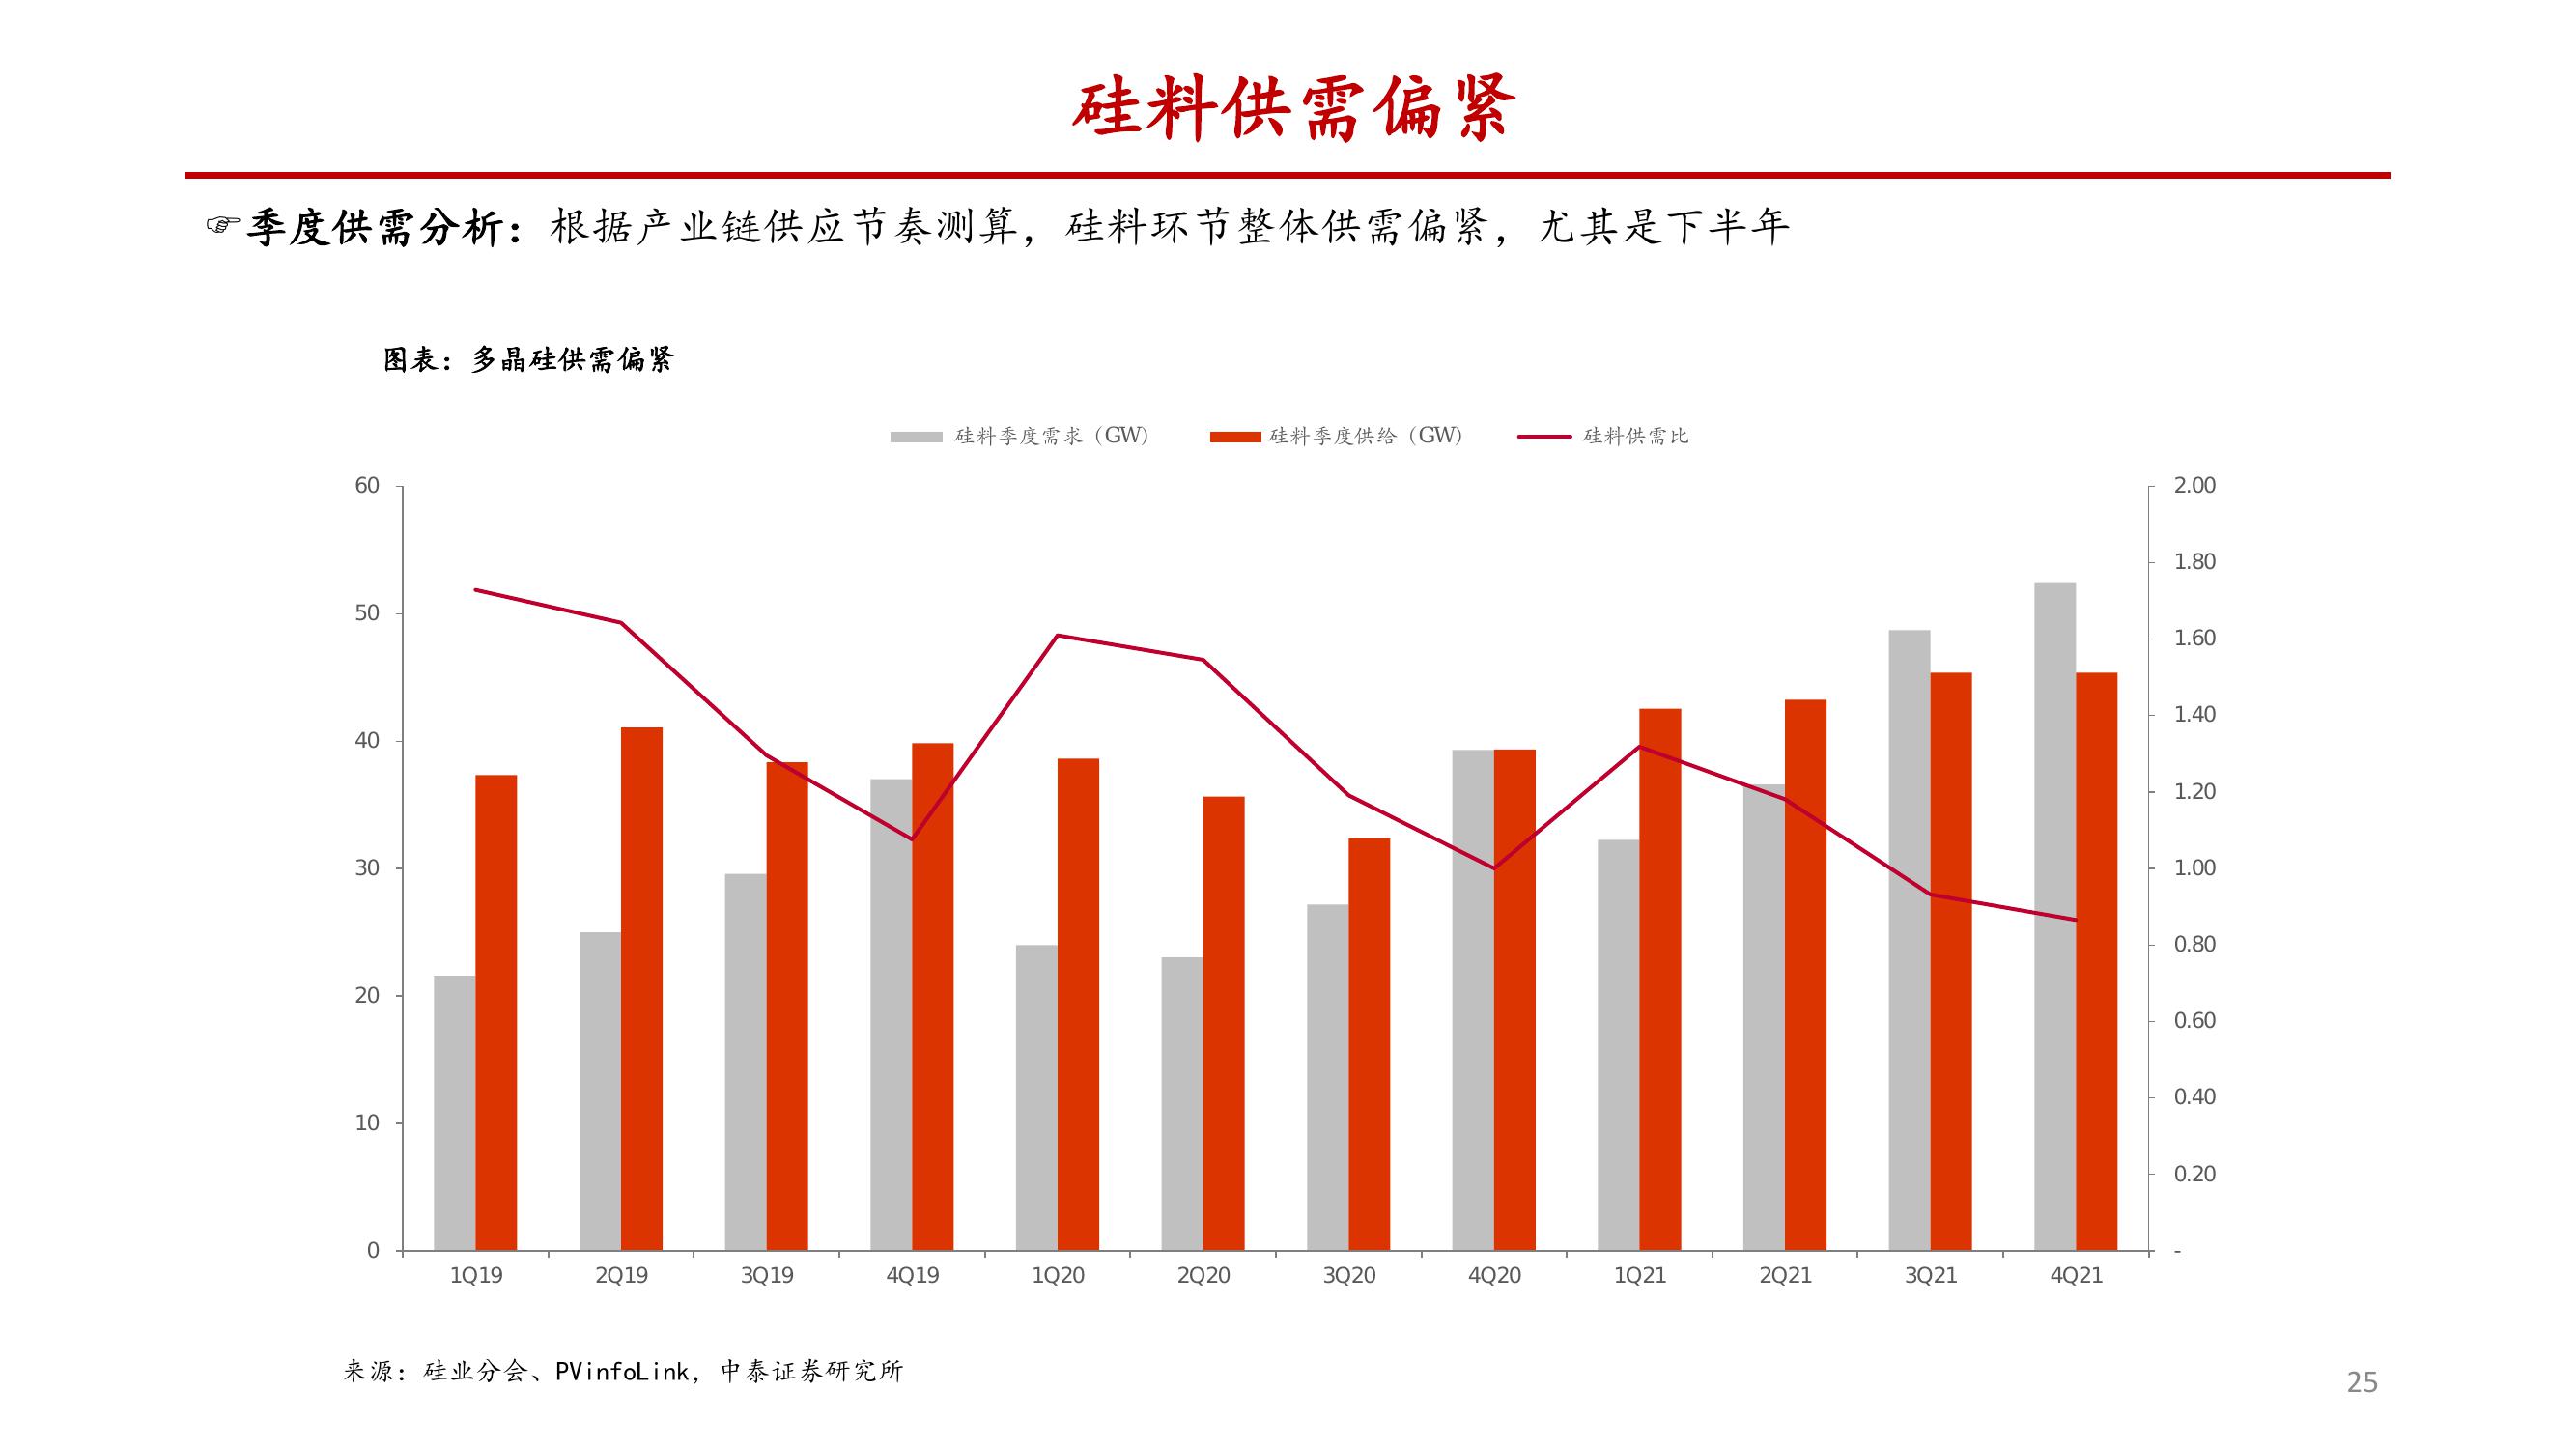 硅料供需偏紧
☞季度供需分析：根据产业链供应节奏测算，硅料环节整体供需偏紧，尤其是下半年
图表：多晶硅供需偏紧
硅料季度需求（GW） 硅料季度供给（GW） 硅料供需比
60 2.00
1.80
50
1.60
40 1.40
1.20
30 1.00
0.80
20
0.60
10 0.40
0.20
0 -
1Q19 2Q19 3Q19 4Q19 1Q20 2Q20 3Q20 4Q20 1Q21 2Q21 3Q21 4Q21
来源：硅业分会、PVinfoLink，中泰证券研究所
25